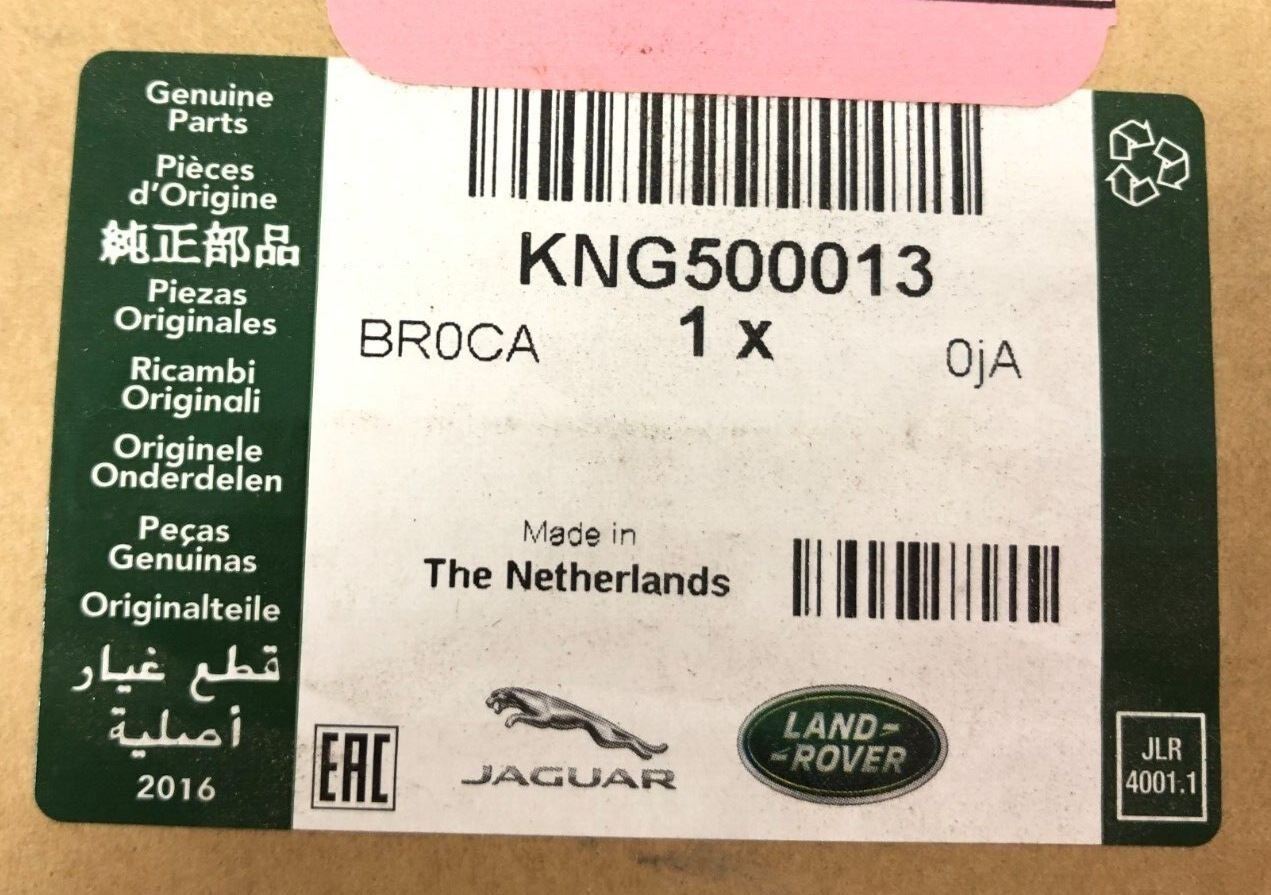 Genuine
Parts
Pièces
d'Origine
純正部品
Piezas
Originales
Ricambi
Originali
Originele
Onderdelen
Peças
Genuinas
Originalteile
قطع غيار
أصلية
2016
KNG500013
1 x
BR0CA
0jA
Made in
The Netherlands
EAC
JAGUAR
LAND-
-ROVER
JLR
4001.1